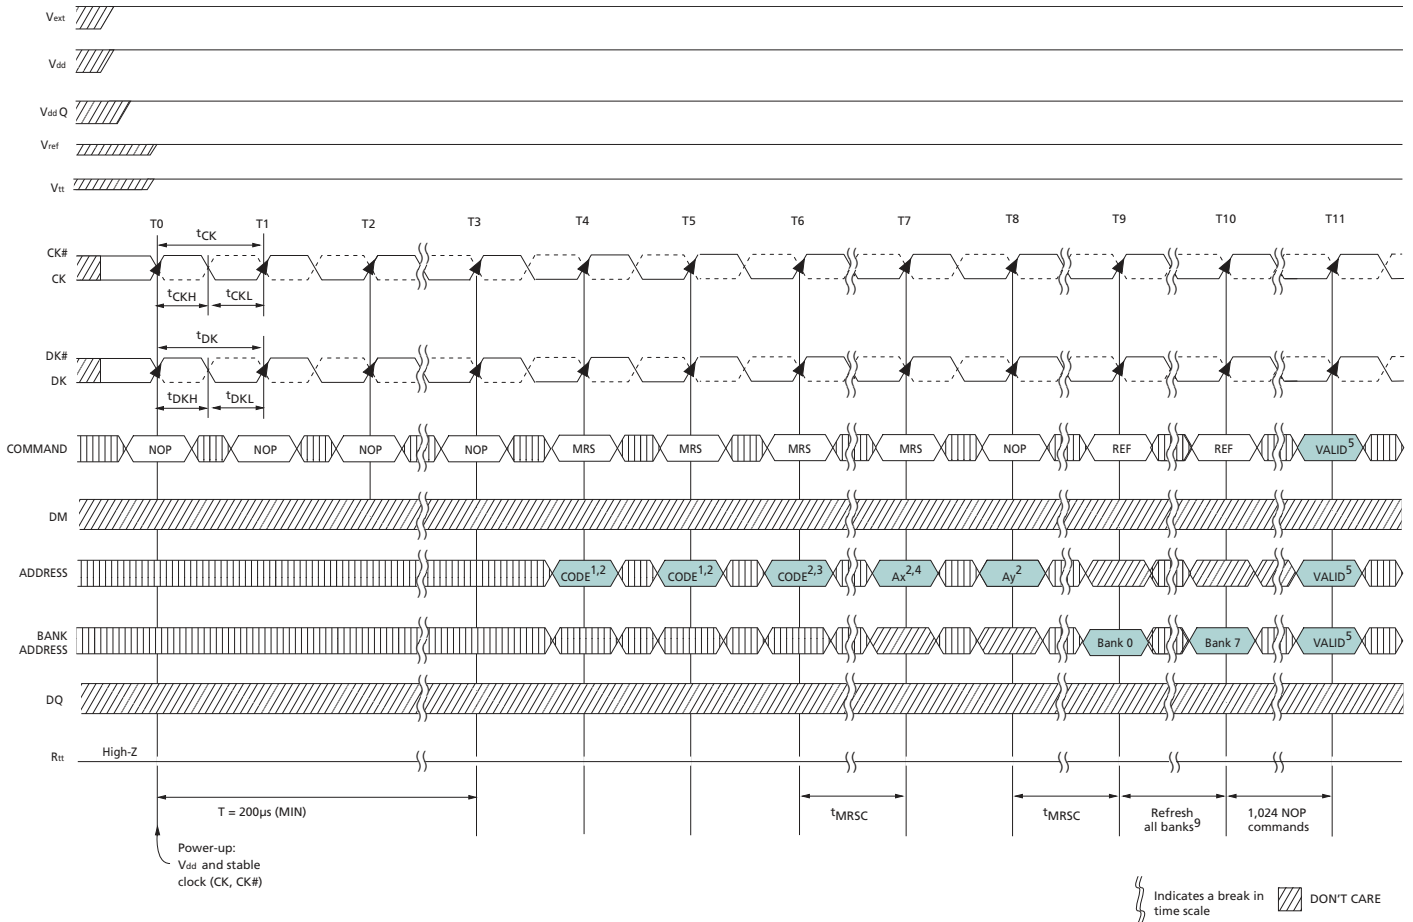 Vext
Vdd
VddQ
Vref
Vtt
T0 T1 T2 T3 T4 T5 T6 T7 T8 T9 T10 T11
tCK
CK#
CK
tCKH tCKL
tDK
DK#
DK
tDKH tDKL
COMMAND NOP NOP NOP NOP MRS MRS MRS MRS NOP REF REF VALID5
DM
ADDRESS CODE1,2 CODE1,2 CODE2,3 Ax2,4 Ay2 VALID5
BANK
ADDRESS Bank 0 Bank 7 VALID5
DQ
Rtt High-Z
T = 200µs (MIN) tMRSC tMRSC Refresh
all banks9
1,024 NOP
commands
Power-up:
Vdd and stable
clock (CK, CK#)
Indicates a break in
time scale
DON'T CARE